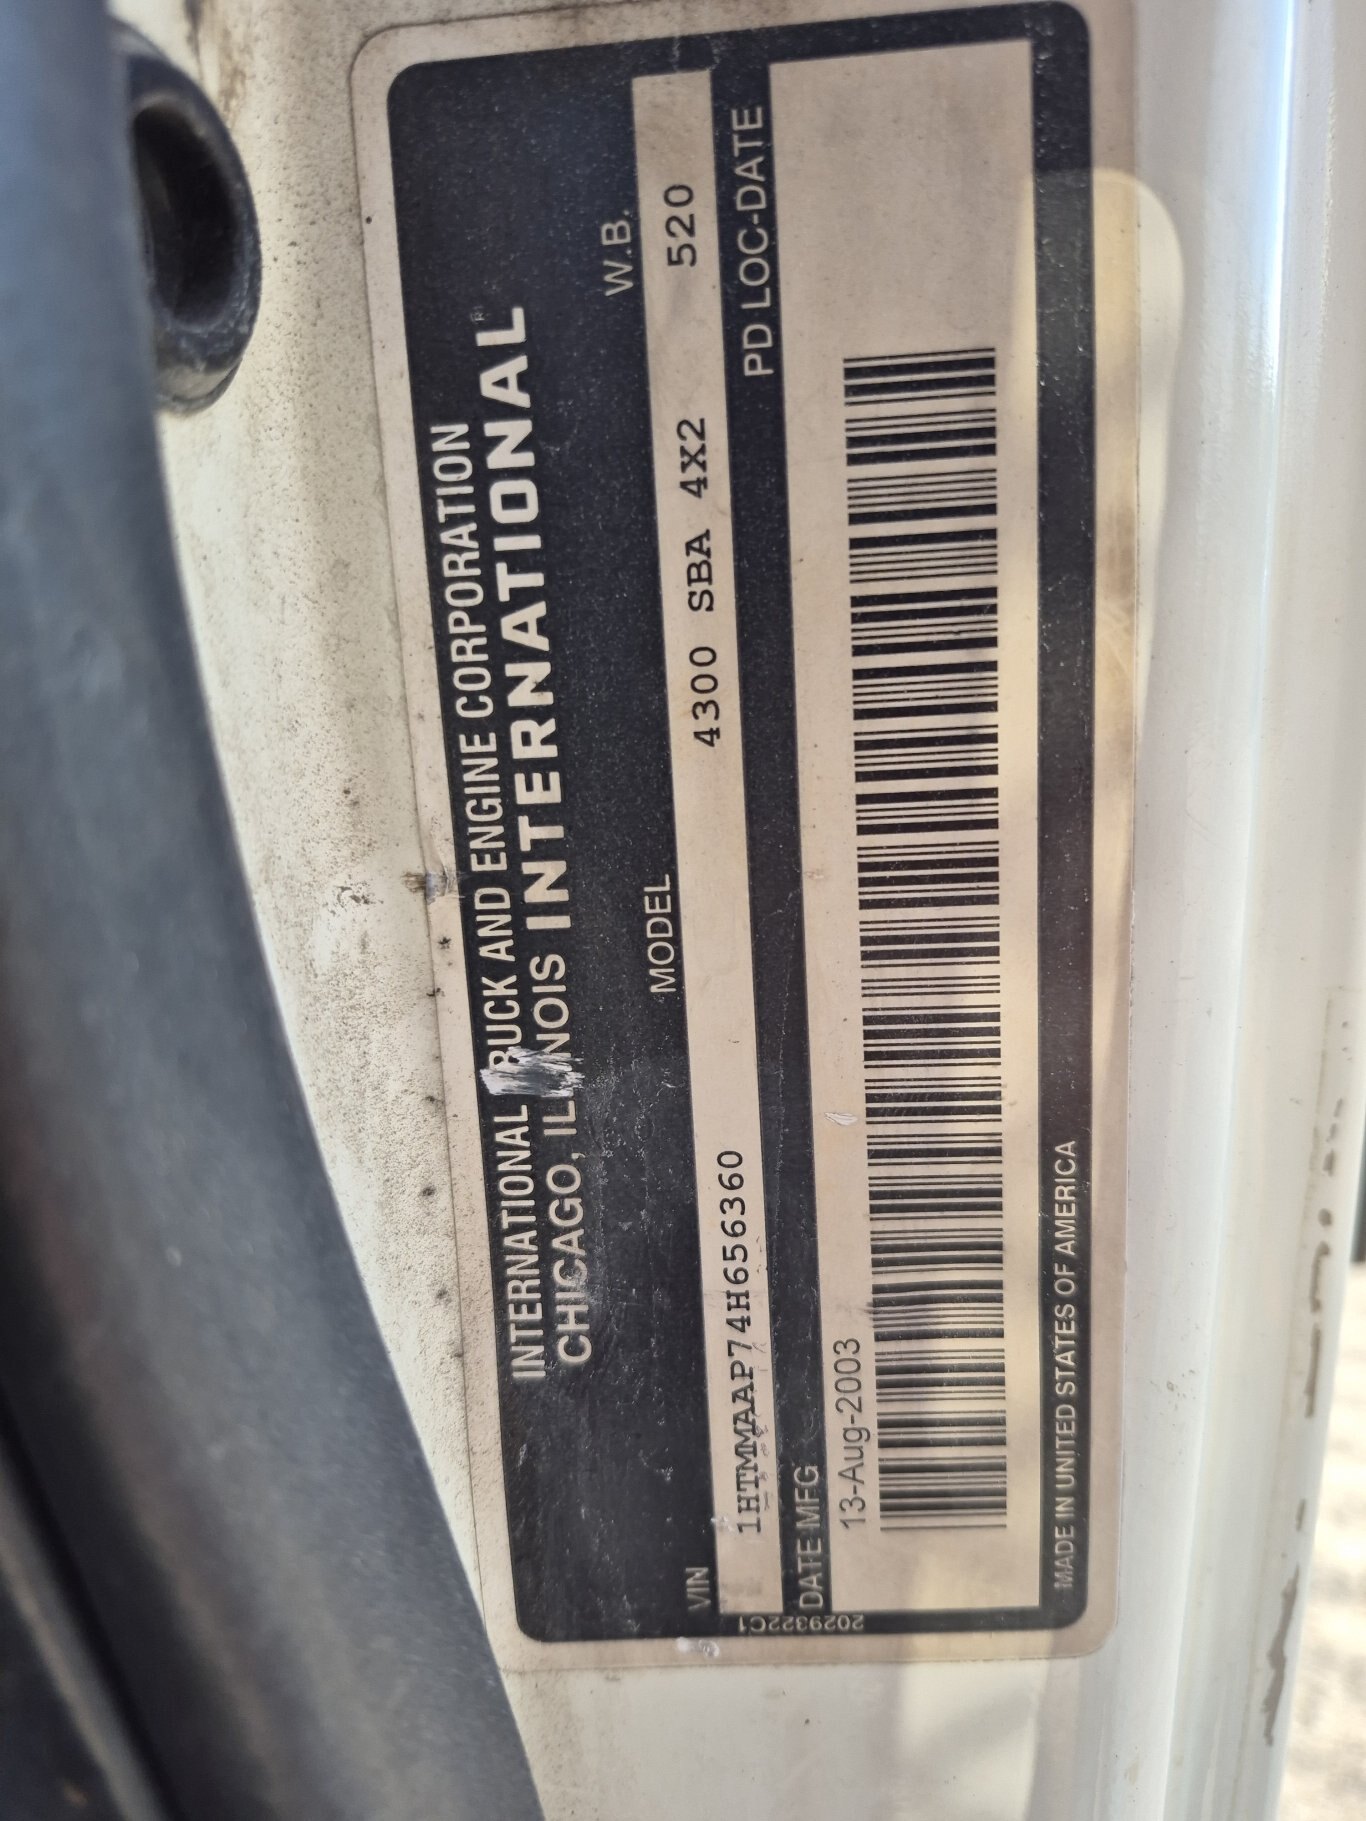 INTERNATIONAL RUCK AND ENGINE CORPORATION
CHICAGO, ILLINOIS INTERNATIONAL®
VIN MODEL W.B.
1HTMMAAP74H656360 4300 SBA 4X2 520
DATE MFG PD LOC-DATE
13-Aug-2003
MADE IN UNITED STATES OF AMERICA
2029322C1